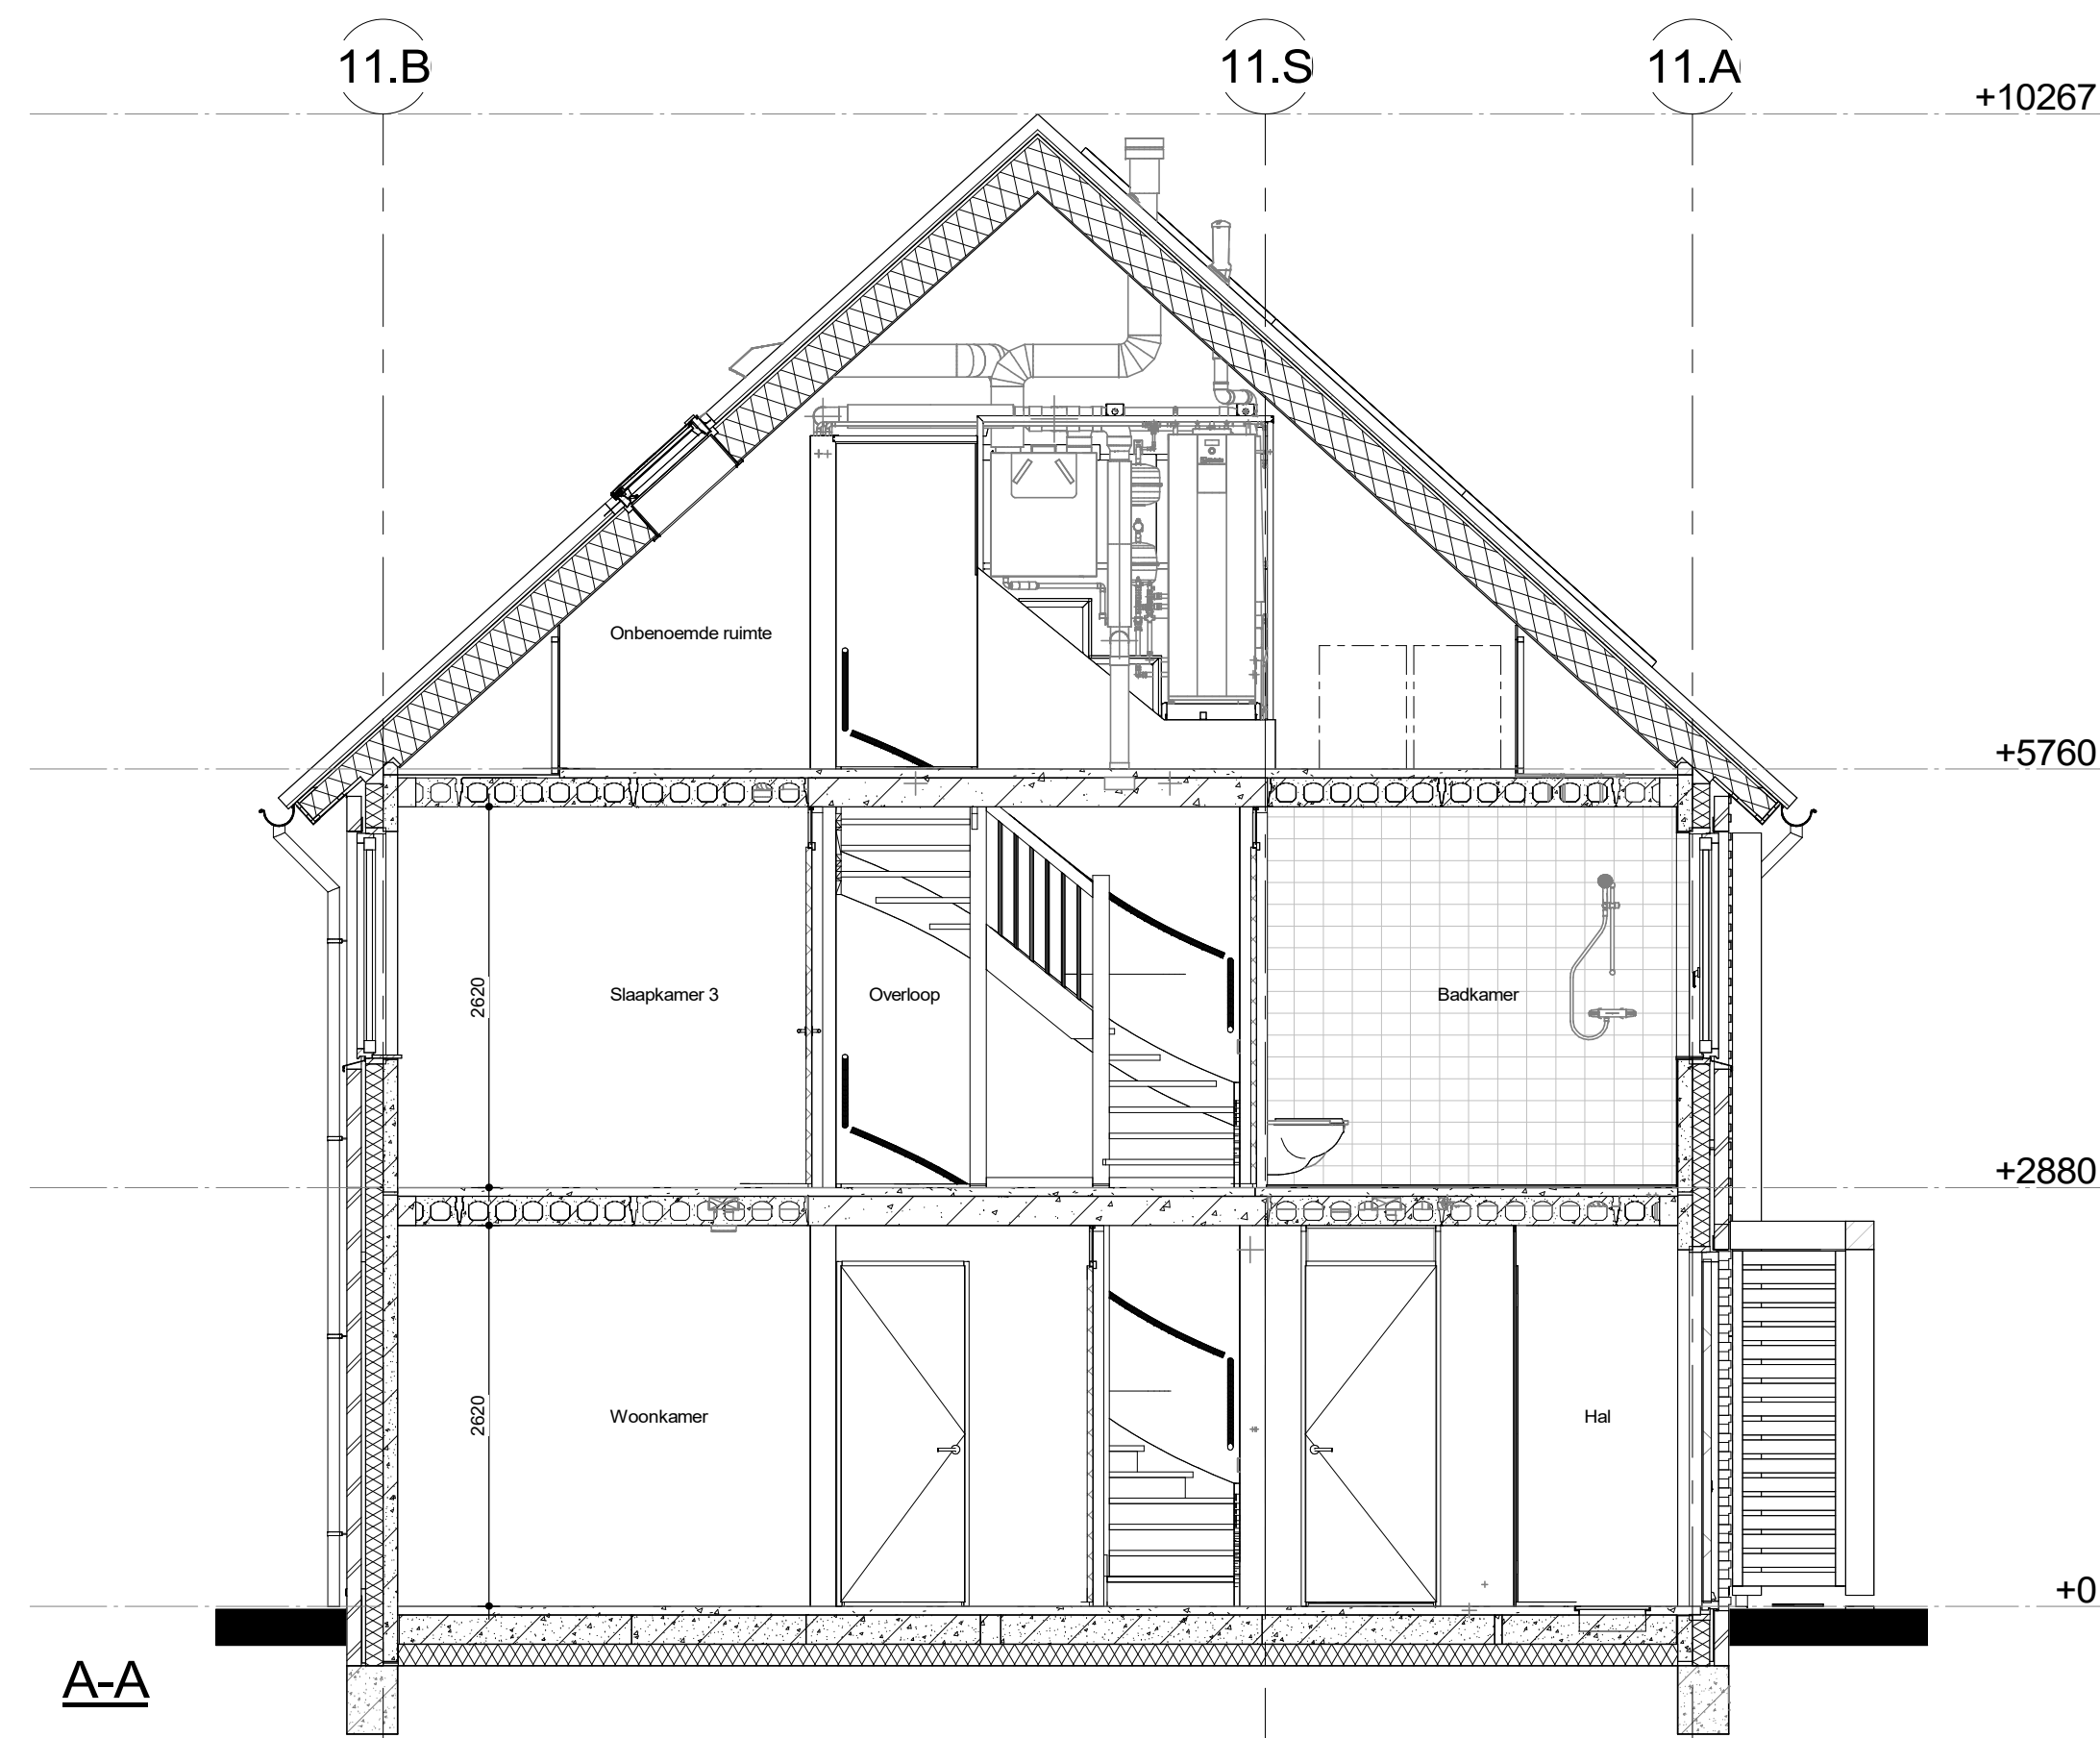 11.B
11.S
11.A
+10267
Onbenoemde ruimte
+5760
2620
Slaapkamer 3
Overloop
Badkamer
+2880
2620
Woonkamer
Hal
+0
A-A